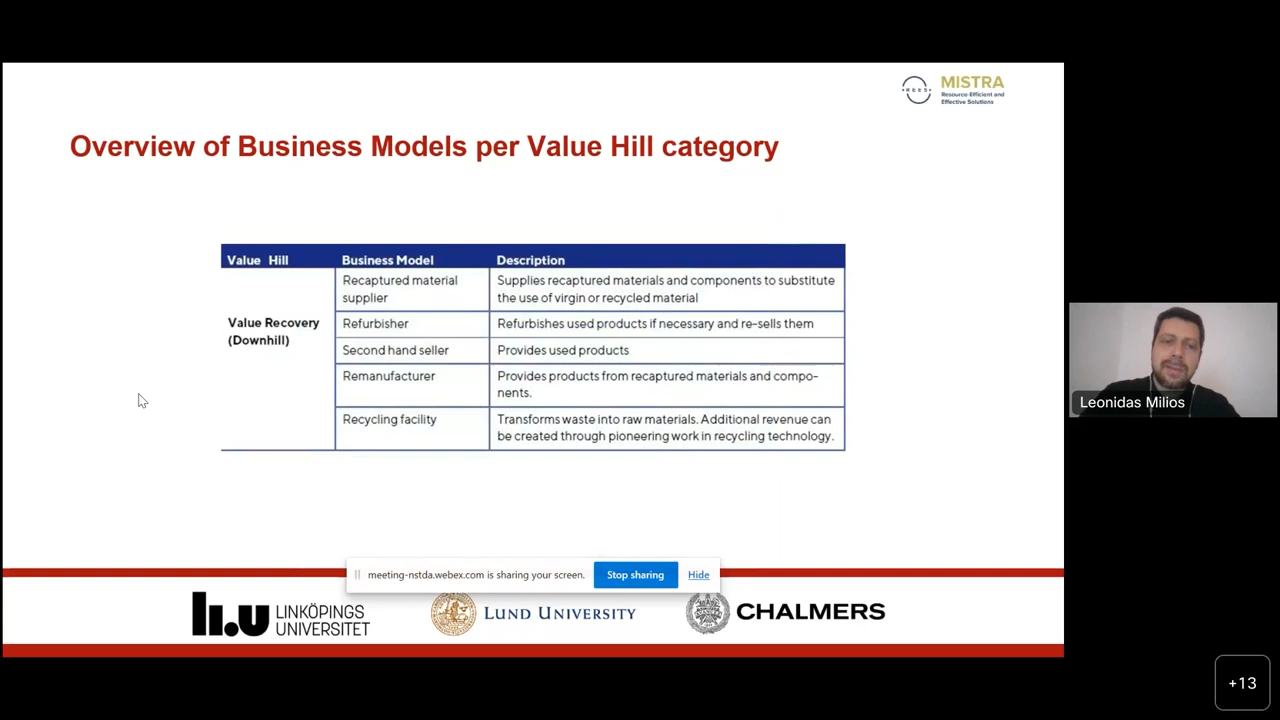 REES
MISTRA
Resource-Efficient and
Effective Solutions
Overview of Business Models per Value Hill category
Value Hill
Business Model
Description
Value Recovery
(Downhill)
Recaptured material
supplier
Supplies recaptured materials and components to substitute
the use of virgin or recycled material
Refurbisher
Refurbishes used products if necessary and re-sells them
Second hand seller
Provides used products
Remanufacturer
Provides products from recaptured materials and compo-
nents.
Recycling facility
Transforms waste into raw materials. Additional revenue can
be created through pioneering work in recycling technology.
Leonidas Milios
meeting-nstda.webex.com is sharing your screen.
Stop sharing
Hide
LiU LINKÖPINGS
UNIVERSITET
LUND UNIVERSITY
CHALMERS
+13